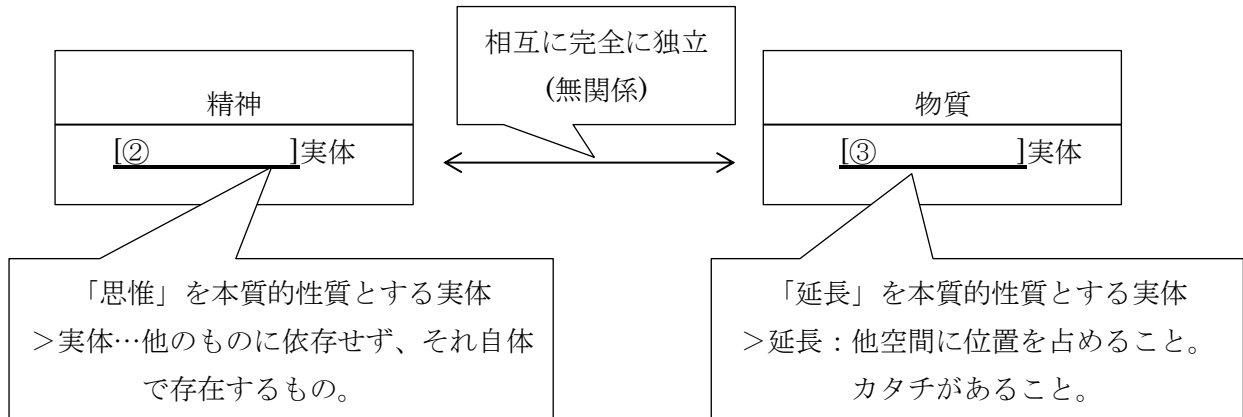 相互に完全に独立
(無関係)
精神
[②　　　　　　]実体
物質
[③　　　　　　]実体
「思惟」を本質的性質とする実体
＞実体…他のものに依存せず、それ自体
で存在するもの。
「延長」を本質的性質とする実体
＞延長：他空間に位置を占めること。
カタチがあること。